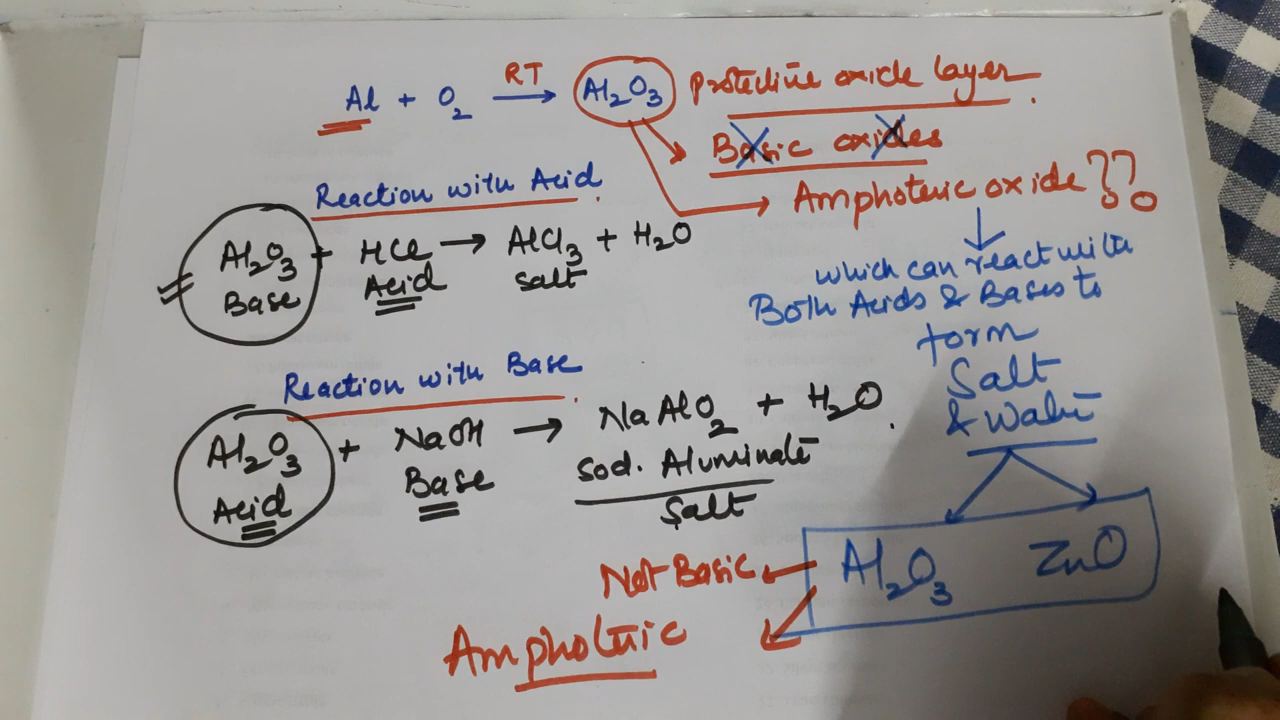 Al + O2 RT → Al2O3 Protective oxide layer.
Basic oxides
Amphoteric oxide??
which can react with
Both Acids & Bases to
form
Salt
& Water
Reaction with Acid.
Al2O3 + HCl → AlCl3 + H2O
Base Acid Salt
Reaction with Base.
Al2O3 + NaOH → NaAlO2 + H2O.
Acid Base Sod. Aluminate
Salt
Al2O3 ZnO
Not Basic
Amphoteric